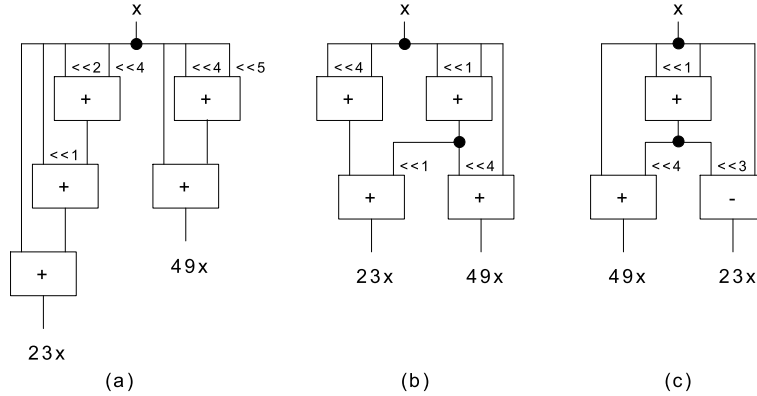 x x x
<<2 <<4 <<4 <<5 <<4 <<1 <<1
+ + + + +
<<1 <<1 <<4 <<4 <<3
+ + + + + -
+
23x 49x 23x 49x 49x 23x
(a) (b) (c)